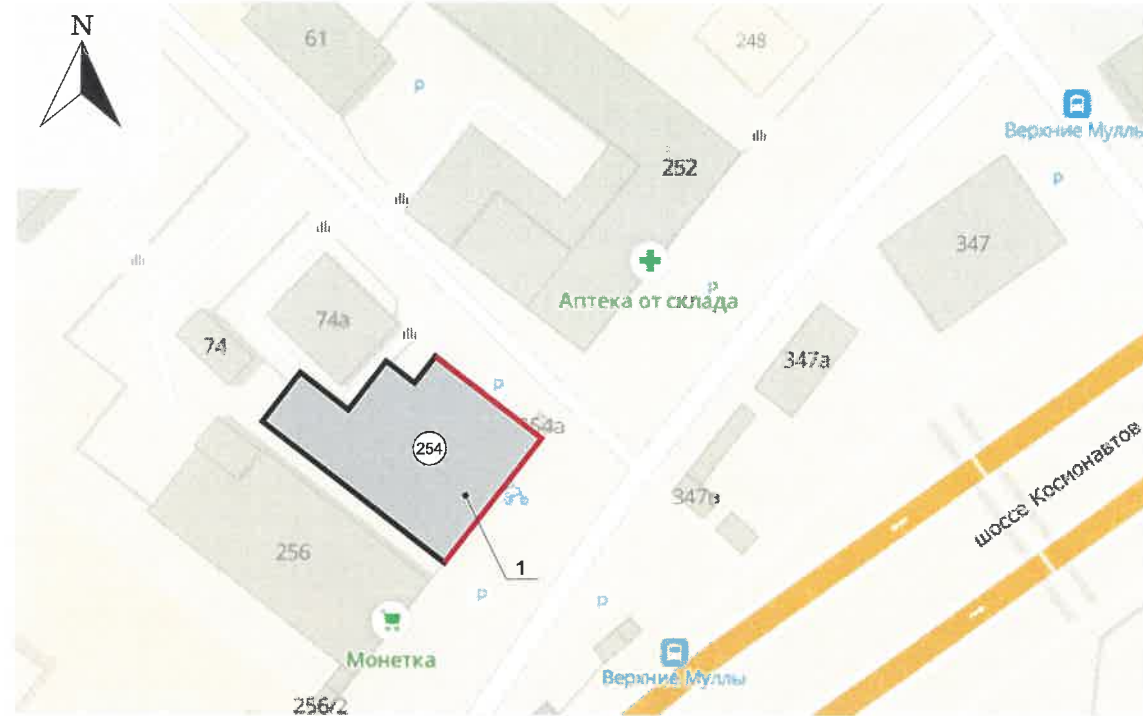 N
61
P
248
Верхние Муллы
252
P
347
Аптека от склада
P
74а
74
347а
P
254а
254
шоссе Космонавтов
347в
256
1
P
P
Монетка
Верхние Муллы
256/2